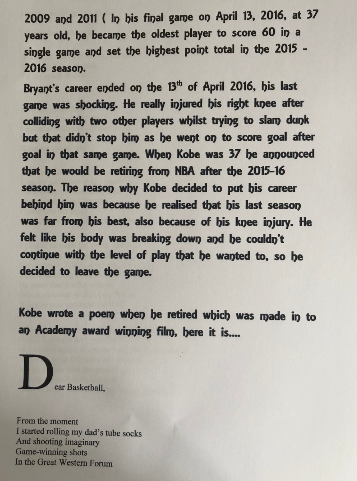 2009 and 2011 ( In his final game on April 13, 2016, at 37
years old, he became the oldest player to score 60 in a
single game and set the highest point total in the 2015 -
2016 season.
Bryant's career ended on the 13th of April 2016, his last
game was shocking. He really injured his right knee after
colliding with two other players whilst trying to slam dunk
but that didn't stop him as he went on to score goal after
goal in that same game. When Kobe was 37 he announced
that he would be retiring from NBA after the 2015-16
season. The reason why Kobe decided to put his career
behind him was because he realised that his last season
was far from his best, also because of his knee injury. He
felt like his body was breaking down and he couldn't
continue with the level of play that he wanted to, so he
decided to leave the game.
Kobe wrote a poem when he retired which was made in to
an Academy award winning film, here it is....
Dear Basketball,
From the moment
I started rolling my dad's tube socks
And shooting imaginary
Game-winning shots
In the Great Western Forum